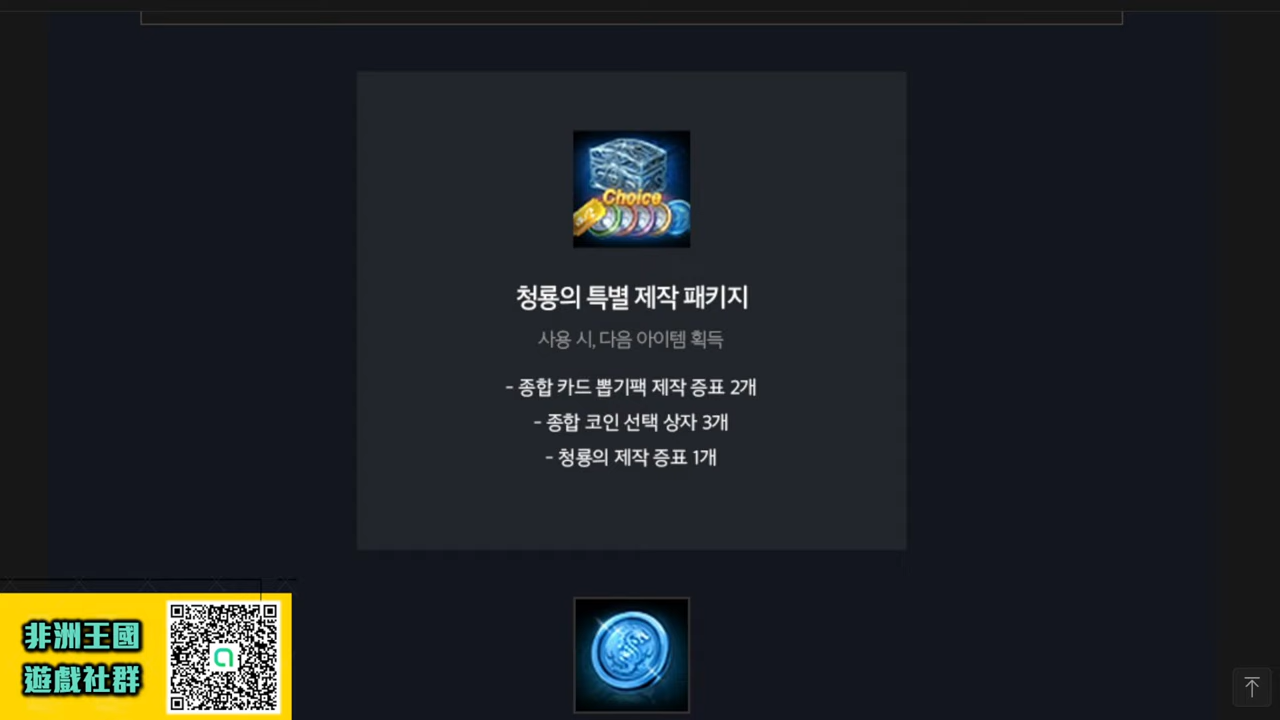 Choice
청룡의 특별 제작 패키지
사용 시, 다음 아이템 획득
- 종합 카드 뽑기팩 제작 증표 2개
- 종합 코인 선택 상자 3개
- 청룡의 제작 증표 1개
非洲王國
遊戲社群